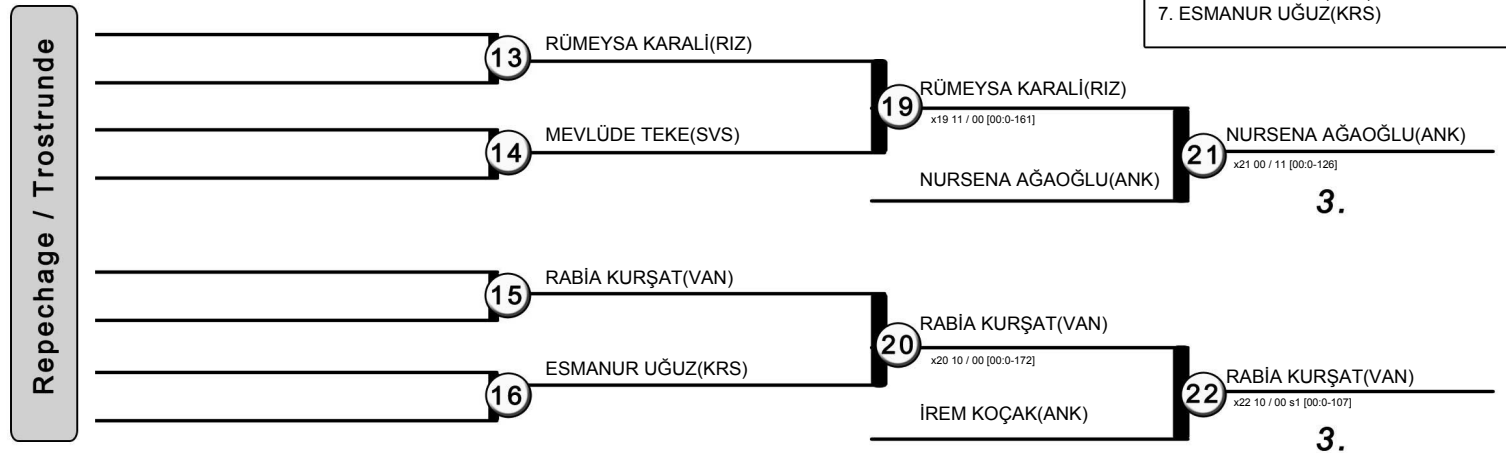 7. ESMANUR UĞUZ(KRS)
Repechage / Trostrunde
13
RÜMEYSA KARALİ(RIZ)
19
RÜMEYSA KARALİ(RIZ)
x19 11 / 00 [00:0-161]
14
MEVLÜDE TEKE(SVS)
21
NURSENA AĞAOĞLU(ANK)
x21 00 / 11 [00:0-126]
NURSENA AĞAOĞLU(ANK)
3.
15
RABİA KURŞAT(VAN)
20
RABİA KURŞAT(VAN)
x20 10 / 00 [00:0-172]
16
ESMANUR UĞUZ(KRS)
22
RABİA KURŞAT(VAN)
x22 10 / 00 s1 [00:0-107]
İREM KOÇAK(ANK)
3.